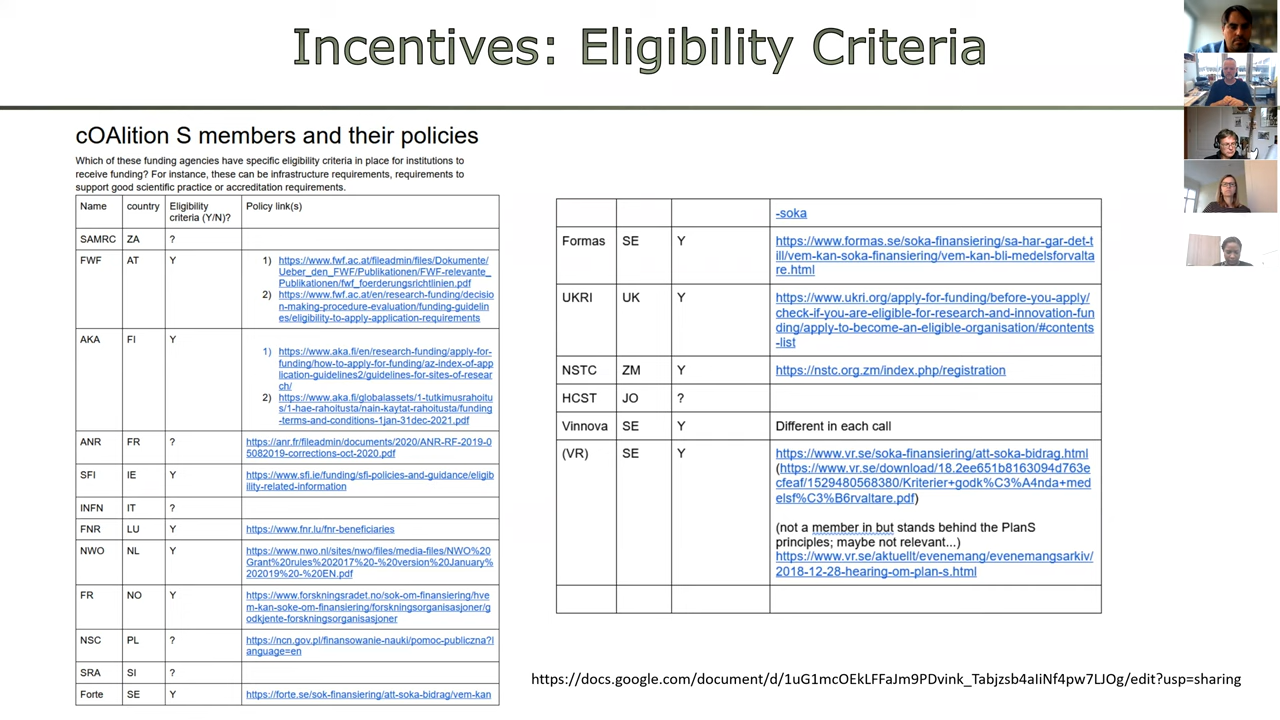 Incentives: Eligibility Criteria
cOAlition S members and their policies
Which of these funding agencies have specific eligibility criteria in place for institutions to
receive funding? For instance, these can be infrastructure requirements, requirements to
support good scientific practice or accreditation requirements.
Name country Eligibility Policy link(s)
criteria (Y/N)?
SAMRC ZA ?
FWF AT Y 1) https://www.fwf.ac.at/fileadmin/files/Dokumente/
Ueber_den_FWF/Publikationen/FWF-relevante_
Publikationen/fwf_foerderungsrichtlinien.pdf
2) https://www.fwf.ac.at/en/research-funding/decisio
n-making-procedure-evaluation/funding-guidelin
es/eligibility-to-apply-application-requirements
AKA FI Y
1) https://www.aka.fi/en/research-funding/apply-for-
funding/how-to-apply-for-funding/az-index-of-app
lication-guidelines2/guidelines-for-sites-of-resear
ch/
2) https://www.aka.fi/globalassets/1-tutkimusrahoitu
s/1-hae-rahoitusta/nain-kaytat-rahoitusta/funding
-terms-and-conditions-1jan-31dec-2021.pdf
ANR FR ? https://anr.fr/fileadmin/documents/2020/ANR-RF-2019-0
5082019-corrections-oct-2020.pdf
SFI IE Y https://www.sfi.ie/funding/sfi-policies-and-guidance/eligib
ility-related-information
INFN IT ?
FNR LU Y https://www.fnr.lu/fnr-beneficiaries
NWO NL Y https://www.nwo.nl/sites/nwo/files/media-files/NWO%20
Grant%20rules%202017%20-%20version%20January%
202019%20-%20EN.pdf
FR NO Y https://www.forskningsradet.no/sok-om-finansiering/hve
m-kan-soke-om-finansiering/forskningsorganisasjoner/g
odkjente-forskningsorganisasjoner
NSC PL ? https://ncn.gov.pl/finansowanie-nauki/pomoc-publiczna?l
anguage=en
SRA SI ?
Forte SE Y https://forte.se/sok-finansiering/att-soka-bidrag/vem-kan
-soka
Formas SE Y https://www.formas.se/soka-finansiering/sa-har-gar-det-t
ill/vem-kan-soka-finansiering/vem-kan-bli-medelsforvalta
re.html
UKRI UK Y https://www.ukri.org/apply-for-funding/before-you-apply/
check-if-you-are-eligible-for-research-and-innovation-fun
ding/apply-to-become-an-eligible-organisation/#contents
-list
NSTC ZM Y https://nstc.org.zm/index.php/registration
HCST JO ?
Vinnova SE Y Different in each call
(VR) SE Y https://www.vr.se/soka-finansiering/att-soka-bidrag.html
(https://www.vr.se/download/18.2ee651b8163094d763e
cfeaf/1529480568380/Kriterier+godk%C3%A4nda+med
elsf%C3%B6rvaltare.pdf)
(not a member in but stands behind the PlanS
principles; maybe not relevant...)
https://www.vr.se/aktuellt/evenemang/evenemangsarkiv/
2018-12-28-hearing-om-plan-s.html
https://docs.google.com/document/d/1uG1mcOEkLFFaJm9PDvink_Tabjzsb4aIiNf4pw7LJOg/edit?usp=sharing